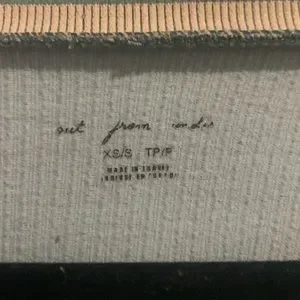 out from under
XS/S TP/P
MADE IN TURKEY